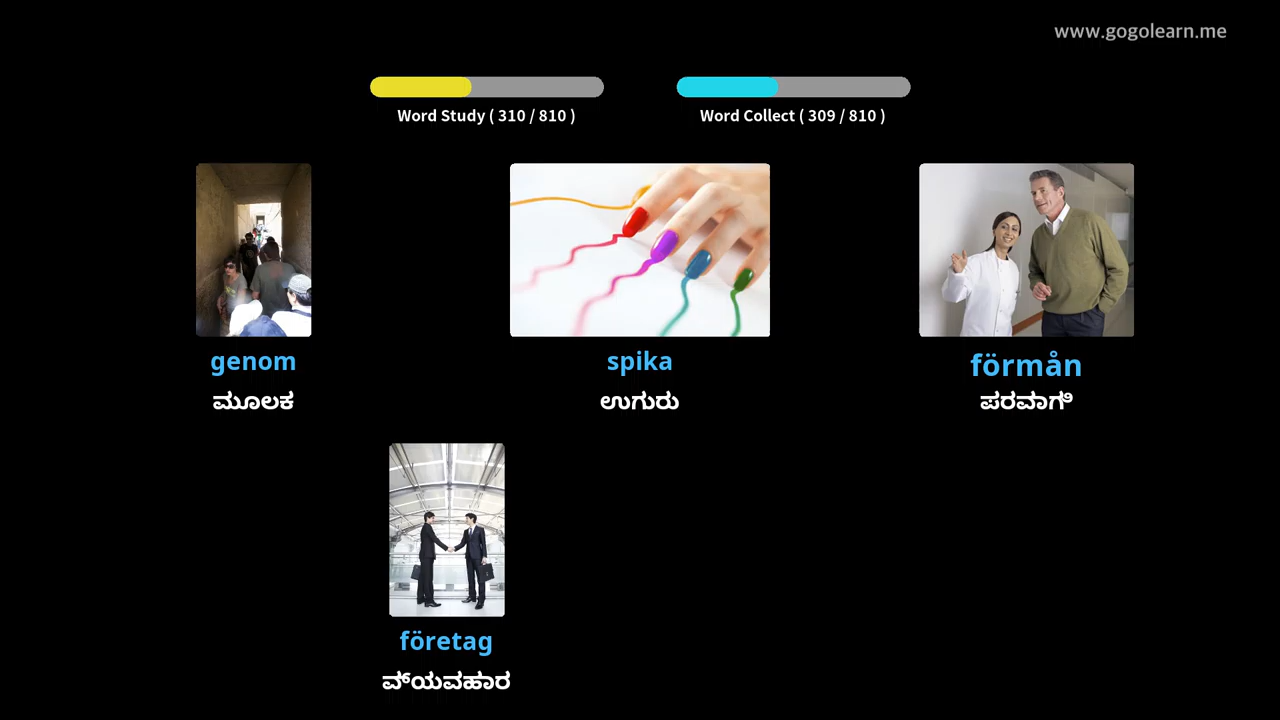 www.gogolearn.me
Word Study ( 310 / 810 )
Word Collect ( 309 / 810 )
genom
ಮೂಲಕ
spika
ಉಗುರು
förmån
ಪರವಾಗಿ
företag
ವ್ಯವಹಾರ